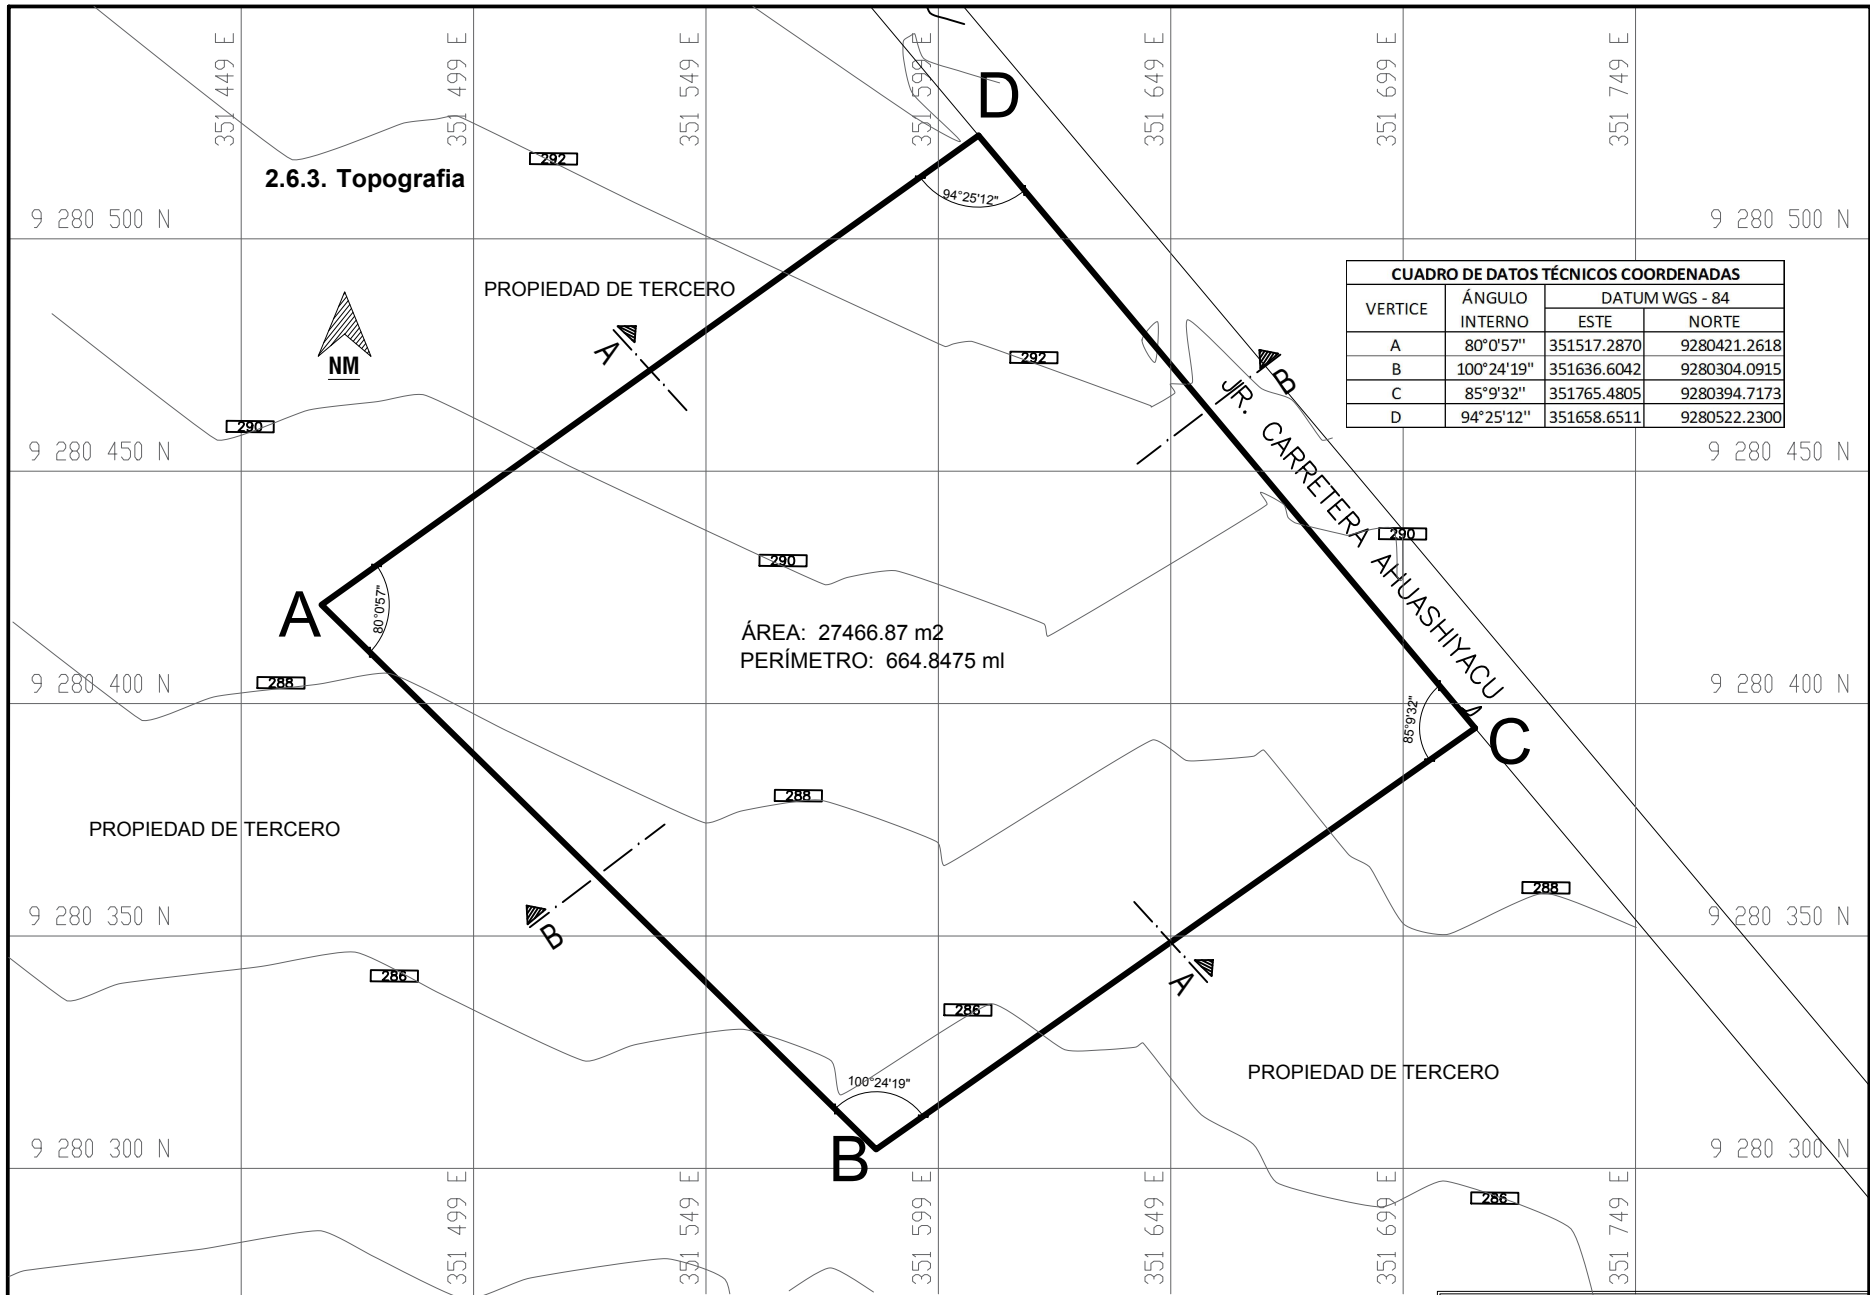 351 449 E
351 499 E
351 549 E
351 599 E
351 649 E
351 699 E
351 749 E
D
292
2.6.3. Topografia
94°25'12"
9 280 500 N
9 280 500 N
PROPIEDAD DE TERCERO
CUADRO DE DATOS TÉCNICOS COORDENADAS
VERTICE ÁNGULO INTERNO DATUM WGS - 84
ESTE NORTE
A 80°0'57'' 351517.2870 9280421.2618
B 100°24'19'' 351636.6042 9280304.0915
C 85°9'32'' 351765.4805 9280394.7173
D 94°25'12'' 351658.6511 9280522.2300
NM
A
292
B
JR. CARRETERA AHUASHIYACU
290
9 280 450 N
9 280 450 N
290
290
A
80°0'57"
ÁREA: 27466.87 m2
PERÍMETRO: 664.8475 ml
288
9 280 400 N
9 280 400 N
85°9'32"
C
288
PROPIEDAD DE TERCERO
288
9 280 350 N
9 280 350 N
B
286
A
286
100°24'19"
PROPIEDAD DE TERCERO
9 280 300 N
B
9 280 300 N
286
351 499 E
351 549 E
351 599 E
351 649 E
351 699 E
351 749 E